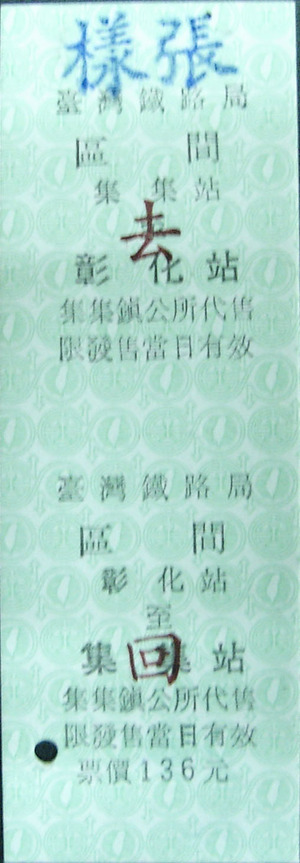 樣張
臺灣鐵路局
區間
集集站
去
彰化站
集集鎮公所代售
限發售當日有效
臺灣鐵路局
區間
彰化站
至
集集站
回
集集鎮公所代售
限發售當日有效
票價136元